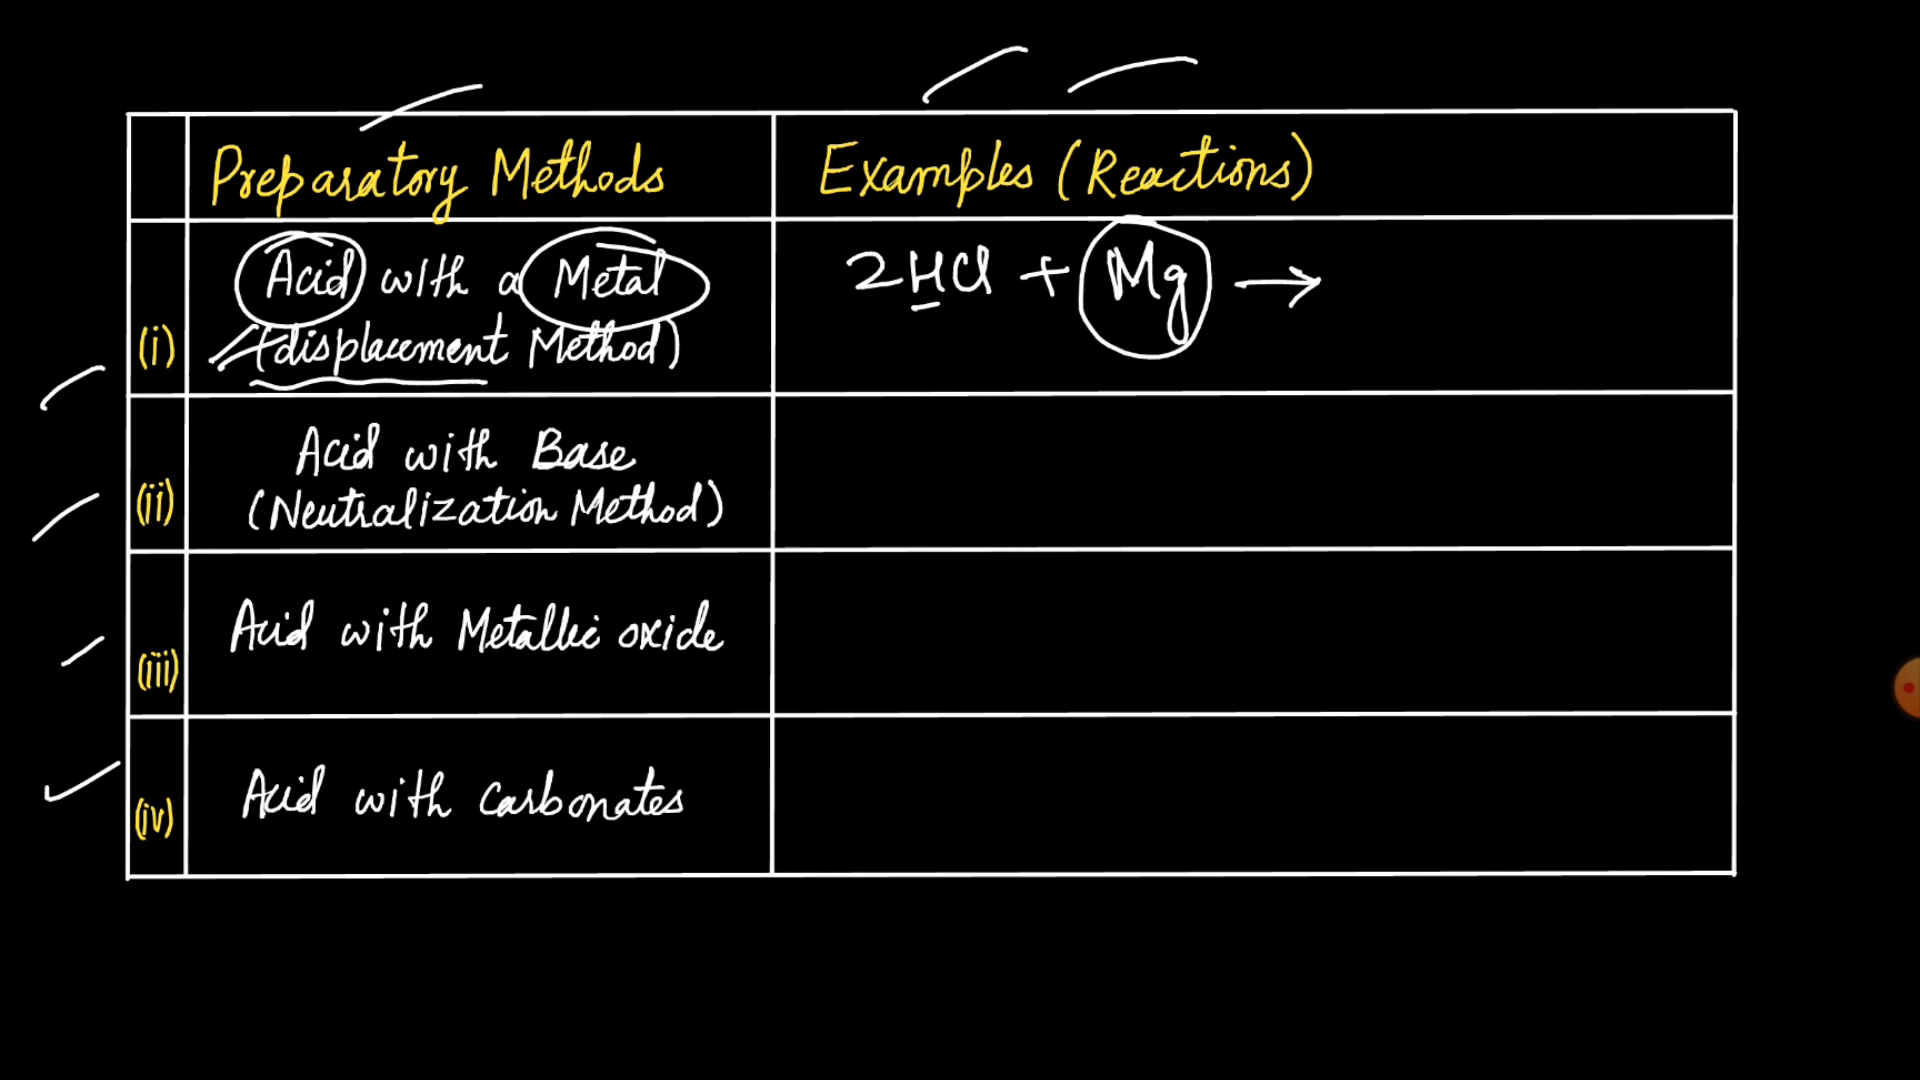 Preparatory Methods
Examples (Reactions)
(i)
Acid with a Metal
(displacement Method)
2HCl + Mg →
(ii)
Acid with Base
(Neutralization Method)
(iii)
Acid with Metallic oxide
(iv)
Acid with Carbonates